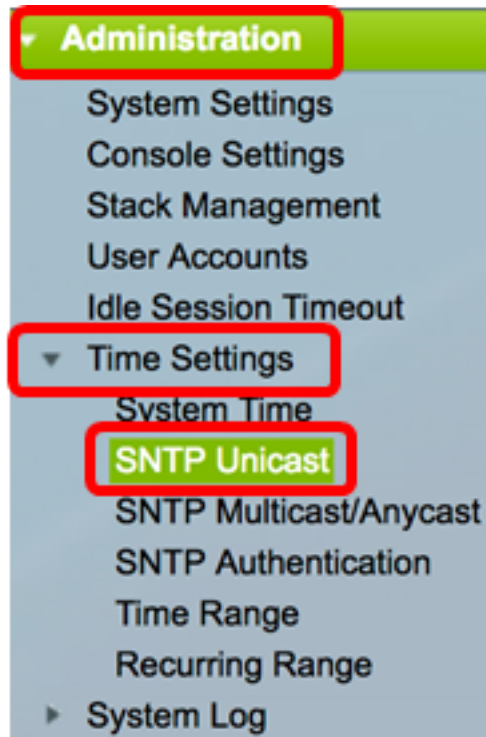 Administration
System Settings
Console Settings
Stack Management
User Accounts
Idle Session Timeout
Time Settings
System Time
SNTP Unicast
SNTP Multicast/Anycast
SNTP Authentication
Time Range
Recurring Range
System Log